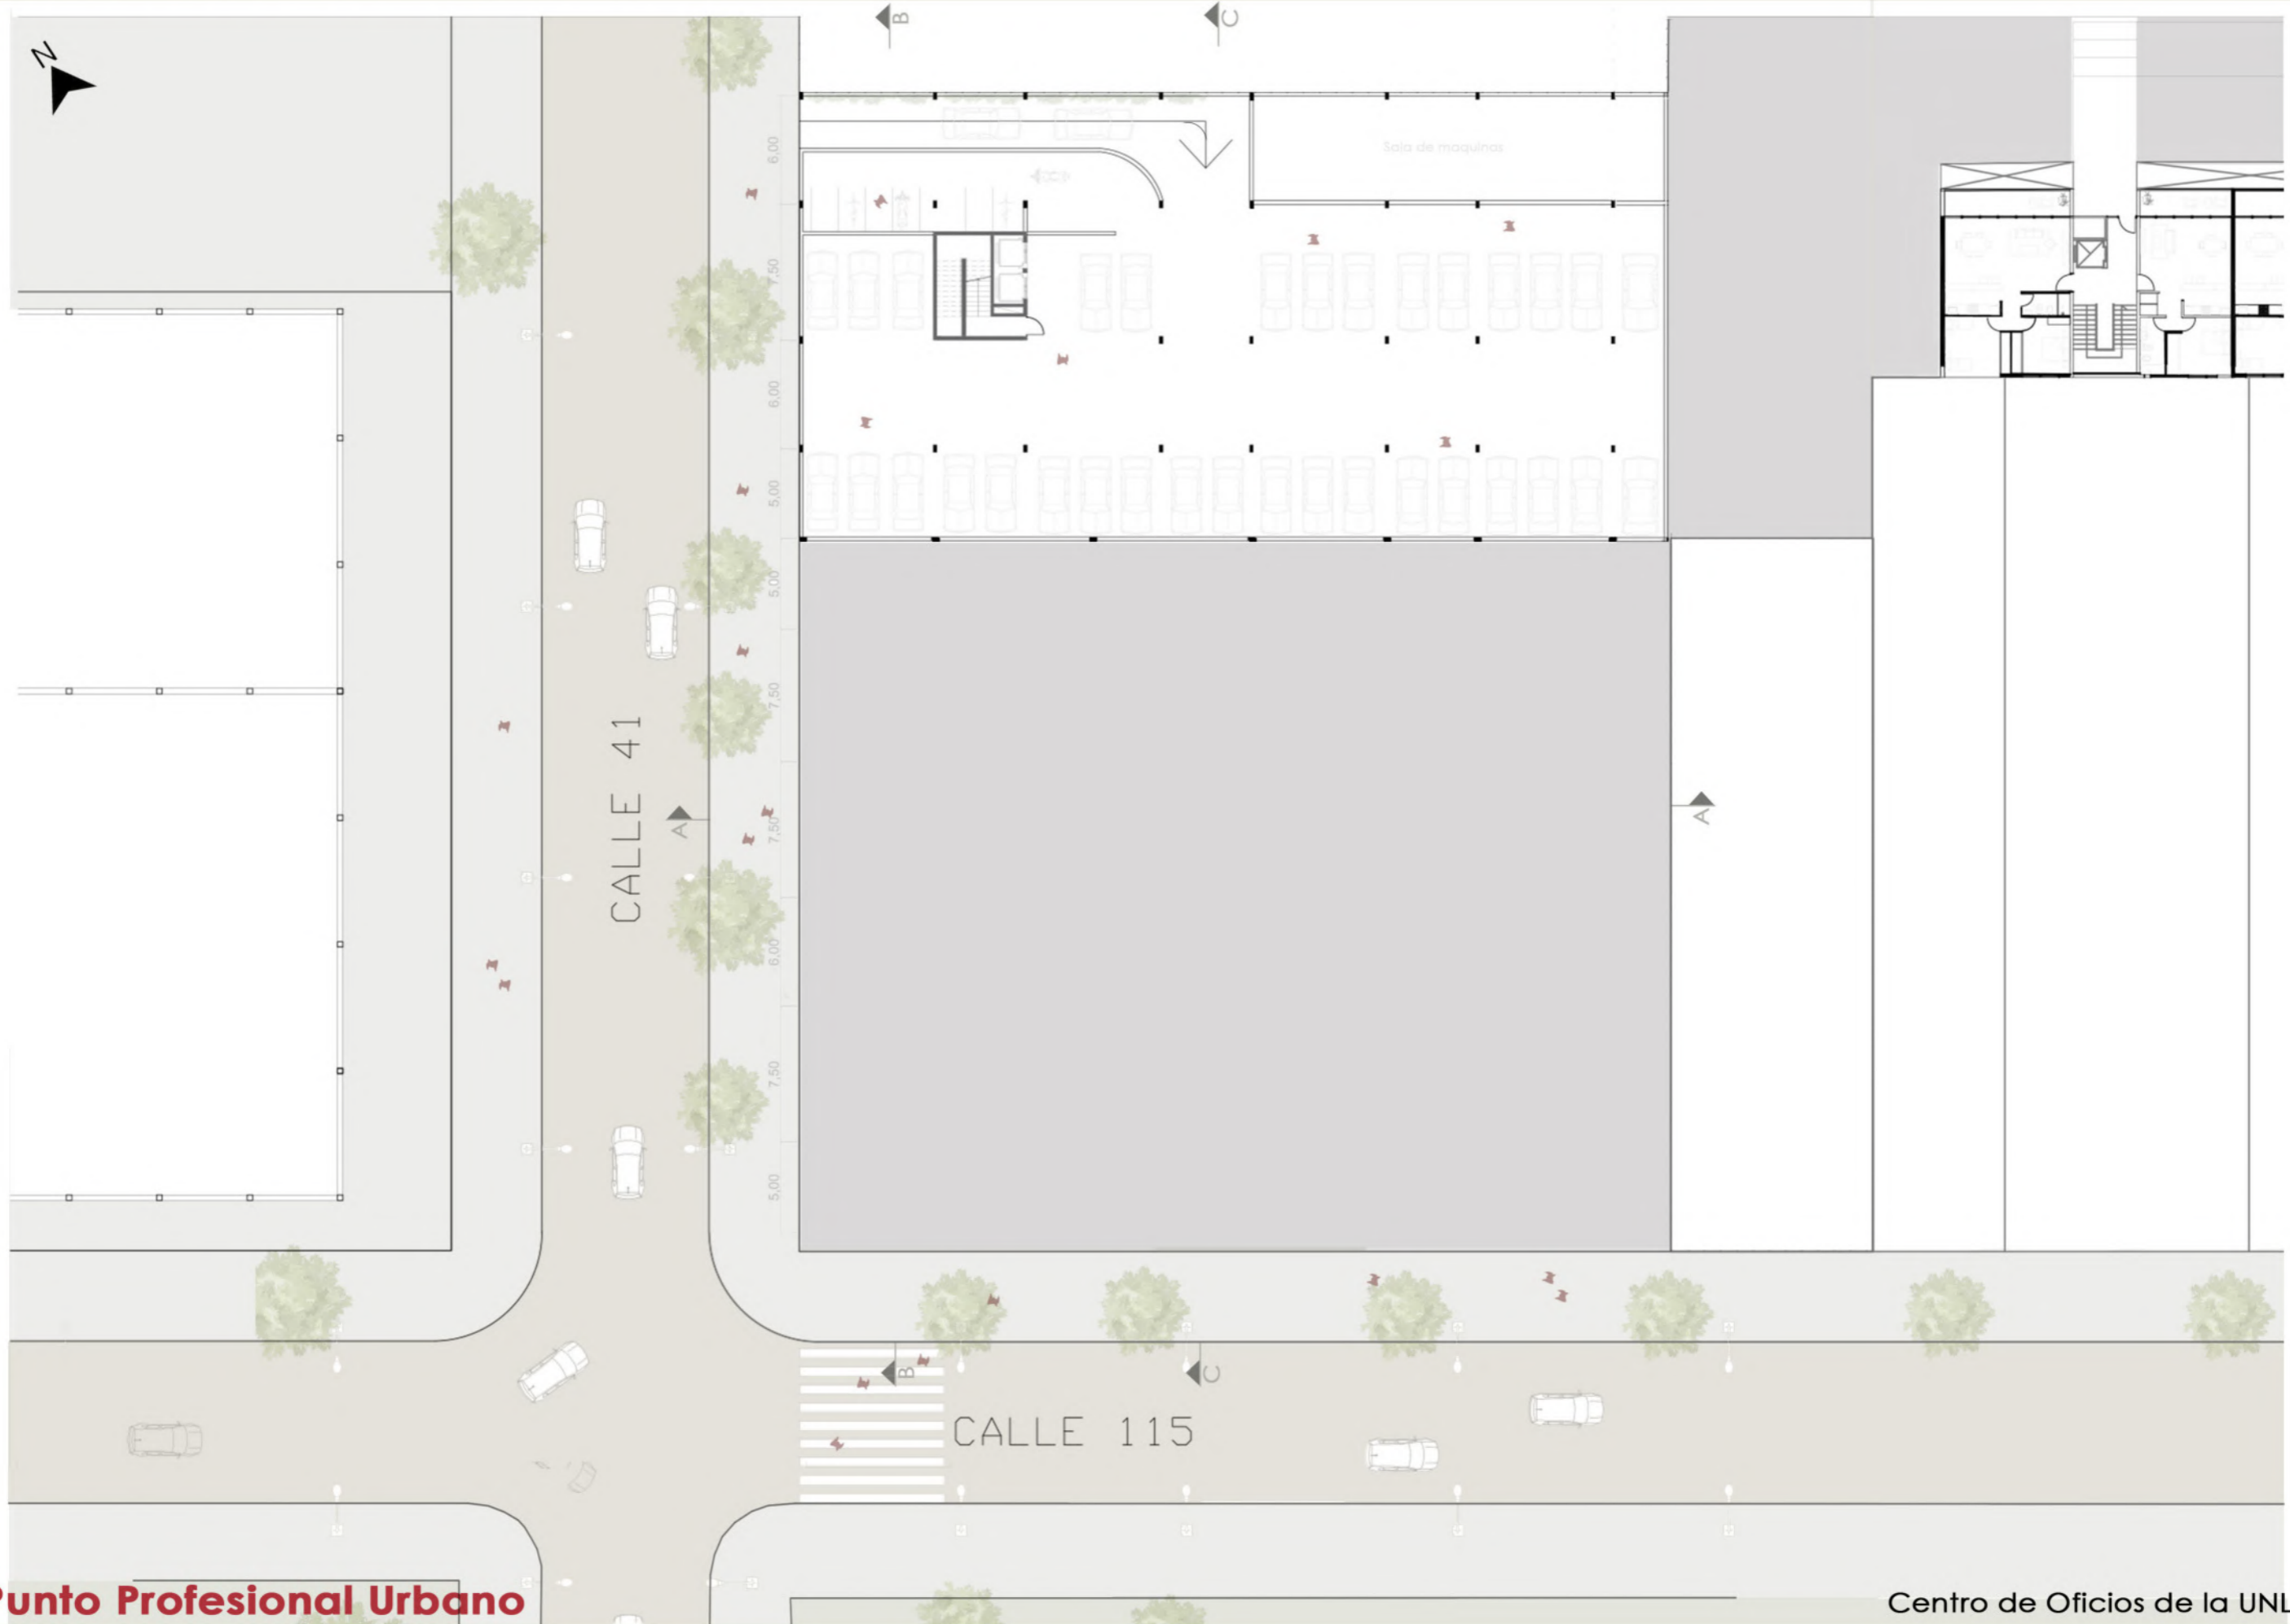 B
C
N
Sala de maquinas
6,00
7,50
6,00
5,00
5,00
7,50
7,50
6,00
7,50
5,00
CALLE 41
A
A
B
C
CALLE 115
Punto Profesional Urbano
Centro de Oficios de la UNL